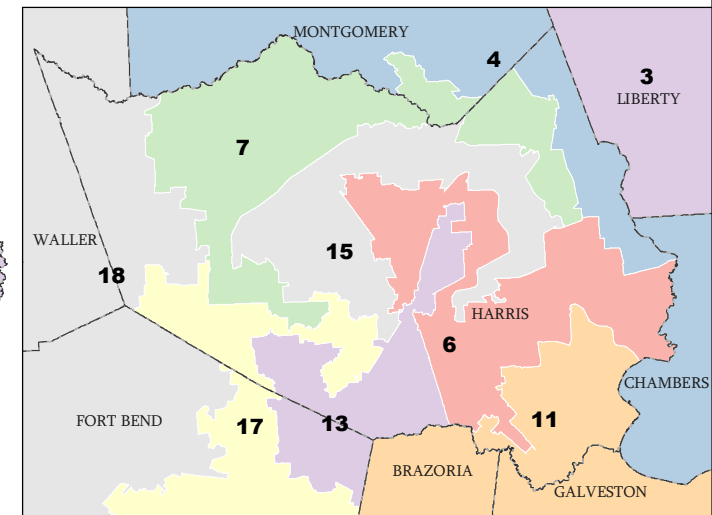 MONTGOMERY
4
3
LIBERTY
7
WALLER
15
18
HARRIS
6
CHAMBERS
FORT BEND
17
13
11
BRAZORIA
GALVESTON